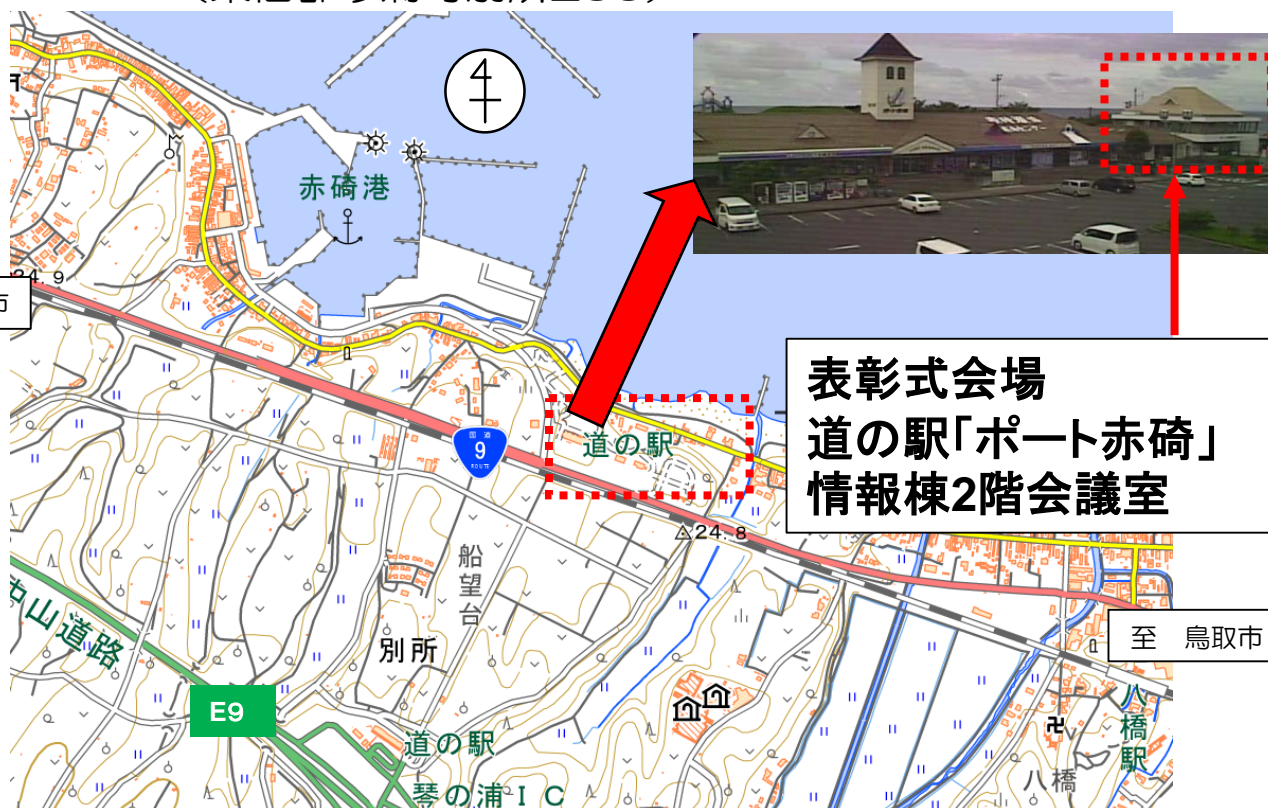 赤碕港
24.9
市
国道
9
ROUTE
道の駅
表彰式会場
道の駅「ポート赤碕」
情報棟2階会議室
24.8
船望台
別所
中山道路
E9
道の駅
琴の浦IC
至 鳥取市
八橋駅
八橋